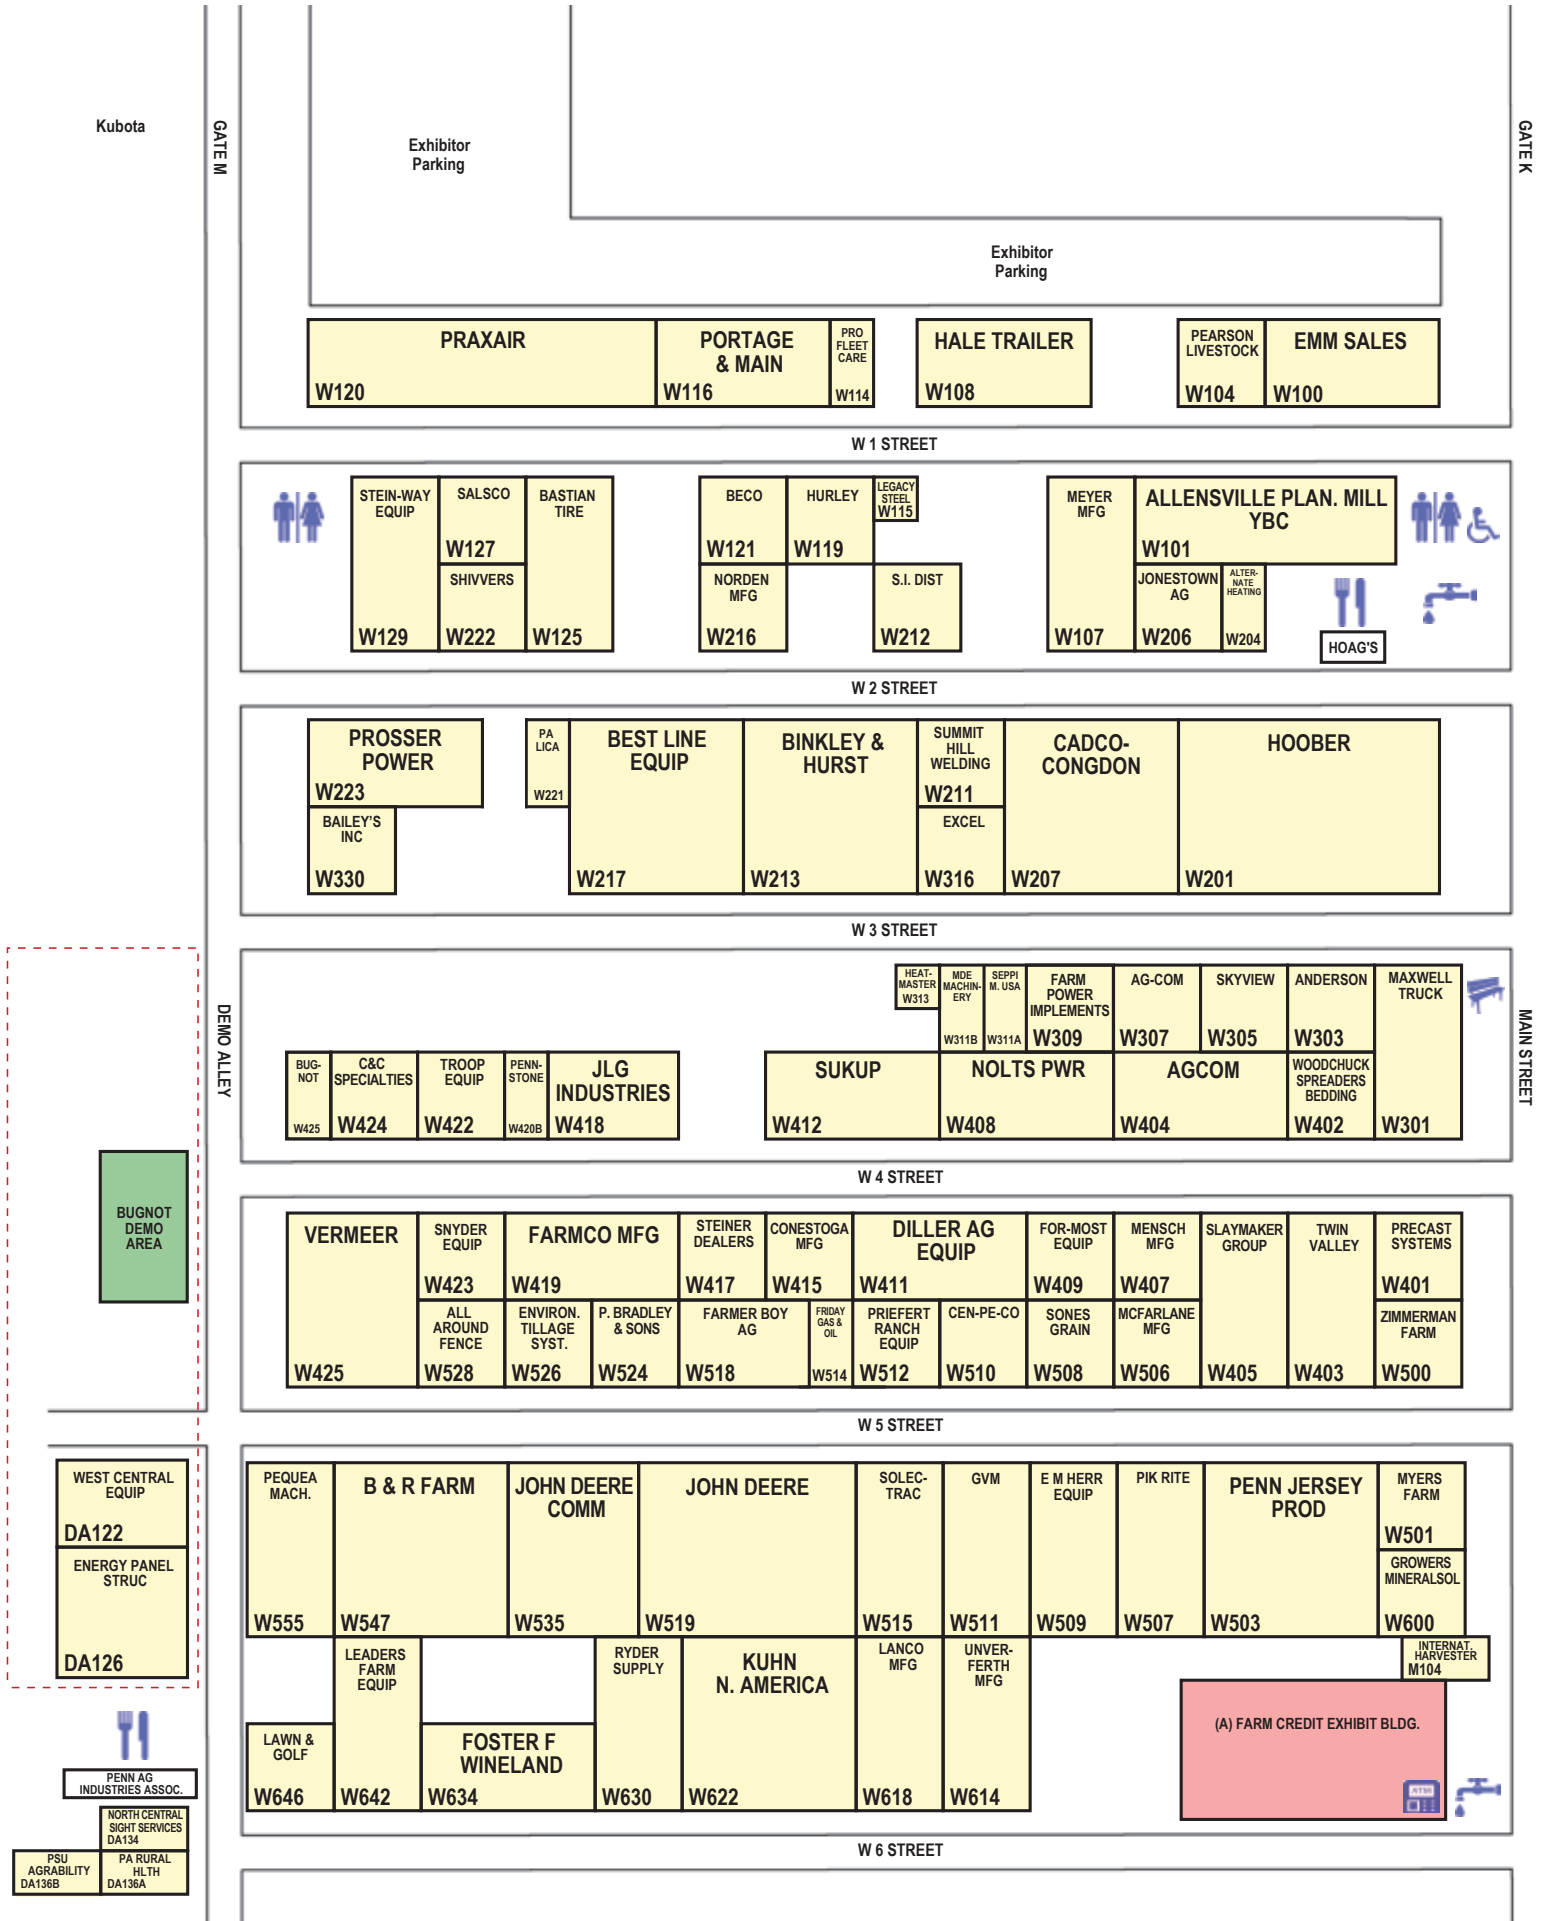 Kubota
GATE M
Exhibitor
Parking
GATE K
Exhibitor
Parking
PRAXAIR
W120
PORTAGE
& MAIN
W116
PRO
FLEET
CARE
W114
HALE TRAILER
W108
PEARSON
LIVESTOCK
W104
EMM SALES
W100
W 1 STREET
STEIN-WAY
EQUIP
W129
SALSCO
W127
SHIVVERS
W222
BASTIAN
TIRE
W125
BECO
W121
HURLEY
W119
LEGACY
STEEL
W115
NORDEN
MFG
W216
S.I. DIST
W212
MEYER
MFG
W107
ALLENSVILLE PLAN. MILL
YBC
W101
JONESTOWN
AG
W206
ALTER-
NATE
HEATING
W204
HOAG'S
W 2 STREET
PROSSER
POWER
W223
BAILEY'S
INC
W330
PA
LICA
W221
BEST LINE
EQUIP
W217
BINKLEY &
HURST
W213
SUMMIT
HILL
WELDING
W211
EXCEL
W316
CADCO-
CONGDON
W207
HOOBER
W201
W 3 STREET
DEMO ALLEY
MAIN STREET
HEAT-
MASTER
W313
MDE
MACHIN-
ERY
W311B
SEPPI
M. USA
W311A
FARM
POWER
IMPLEMENTS
W309
AG-COM
W307
SKYVIEW
W305
ANDERSON
W303
MAXWELL
TRUCK
W301
BUG-
NOT
W425
C&C
SPECIALTIES
W424
TROOP
EQUIP
W422
PENN-
STONE
W420B
JLG
INDUSTRIES
W418
SUKUP
W412
NOLTS PWR
W408
AGCOM
W404
WOODCHUCK
SPREADERS
BEDDING
W402
W 4 STREET
BUGNOT
DEMO
AREA
VERMEER
W425
SNYDER
EQUIP
W423
FARMCO MFG
W419
STEINER
DEALERS
W417
CONESTOGA
MFG
W415
DILLER AG
EQUIP
W411
FOR-MOST
EQUIP
W409
MENSCH
MFG
W407
SLAYMAKER
GROUP
W405
TWIN
VALLEY
W403
PRECAST
SYSTEMS
W401
ALL
AROUND
FENCE
W528
ENVIRON.
TILLAGE
SYST.
W526
P. BRADLEY
& SONS
W524
FARMER BOY
AG
W518
FRIDAY
GAS &
OIL
W514
PRIEFERT
RANCH
EQUIP
W512
CEN-PE-CO
W510
SONES
GRAIN
W508
MCFARLANE
MFG
W506
ZIMMERMAN
FARM
W500
W 5 STREET
WEST CENTRAL
EQUIP
DA122
ENERGY PANEL
STRUC
DA126
PEQUEA
MACH.
W555
B & R FARM
W547
JOHN DEERE
COMM
W535
JOHN DEERE
W519
SOLEC-
TRAC
W515
GVM
W511
E M HERR
EQUIP
W509
PIK RITE
W507
PENN JERSEY
PROD
W503
MYERS
FARM
W501
GROWERS
MINERALSOL
W600
INTERNAT.
HARVESTER
M104
LAWN &
GOLF
W646
LEADERS
FARM
EQUIP
W642
FOSTER F
WINELAND
W634
RYDER
SUPPLY
W630
KUHN
N. AMERICA
W622
LANCO
MFG
W618
UNVER-
FERTH
MFG
W614
(A) FARM CREDIT EXHIBIT BLDG.
PENN AG
INDUSTRIES ASSOC.
NORTH CENTRAL
SIGHT SERVICES
DA134
PSU
AGRABILITY
DA136B
PA RURAL
HLTH
DA136A
W 6 STREET